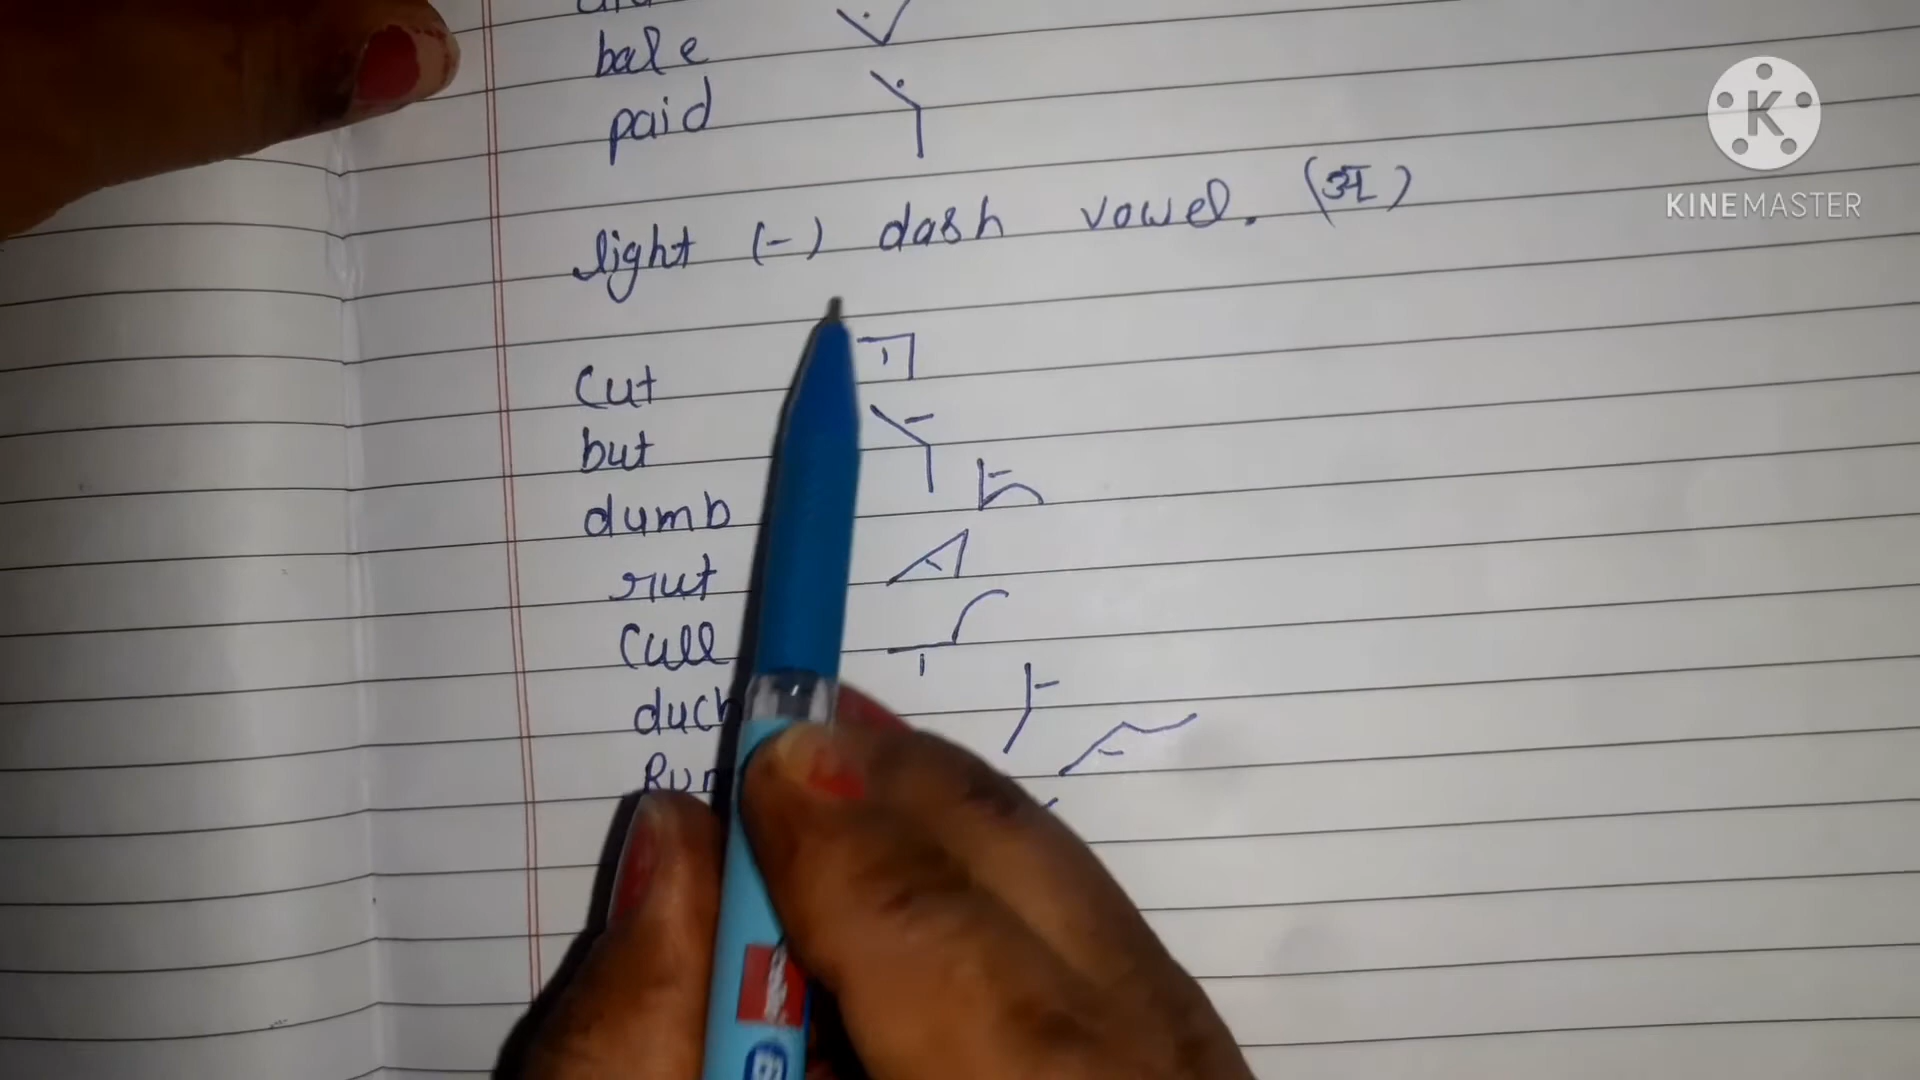 bale
paid
light (-) dash vowel. (अ)
Cut
but
dumb
rut
Cull
K
KINEMASTER